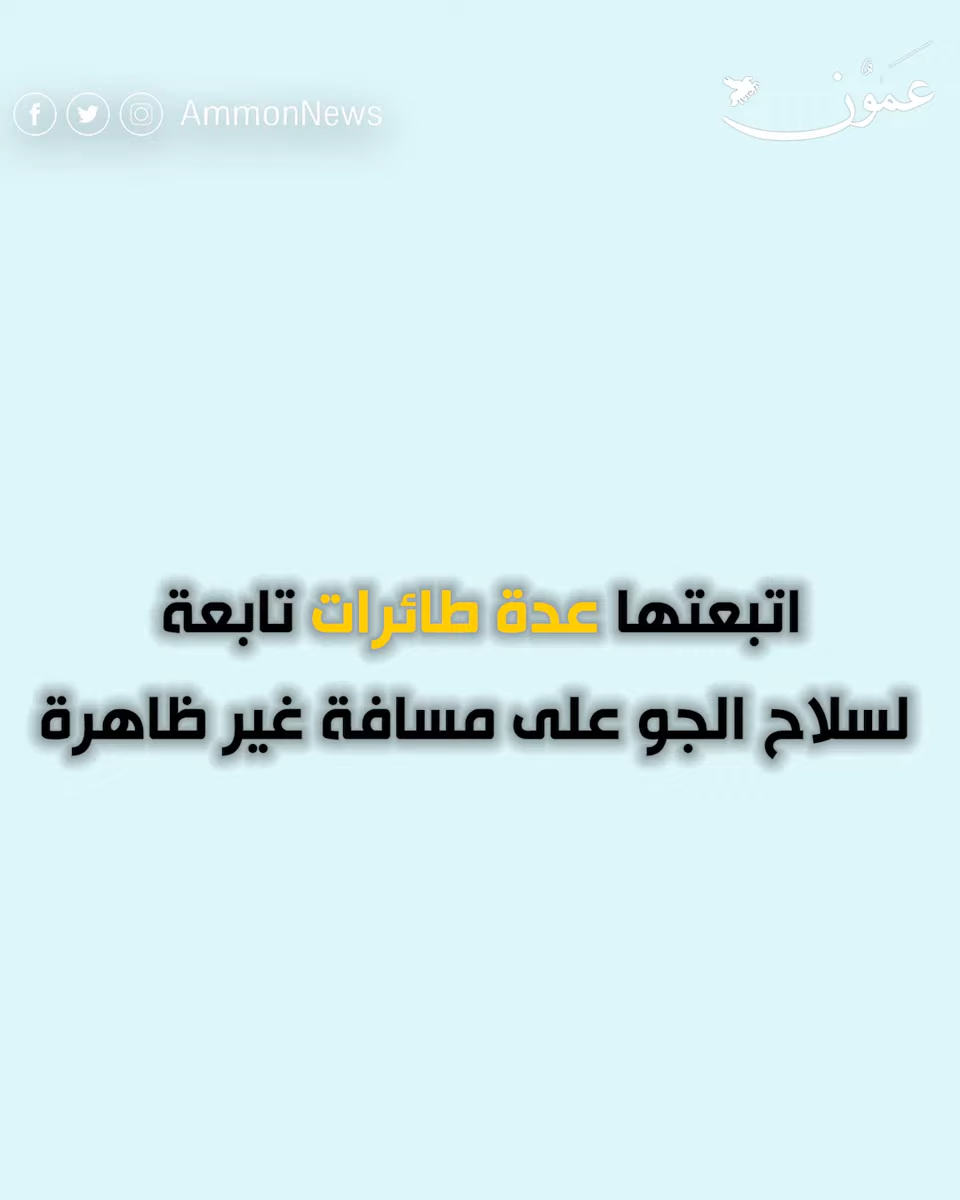 AmmonNews
عمون
اتبعتها عدة طائرات تابعة
لسلاح الجو على مسافة غير ظاهرة